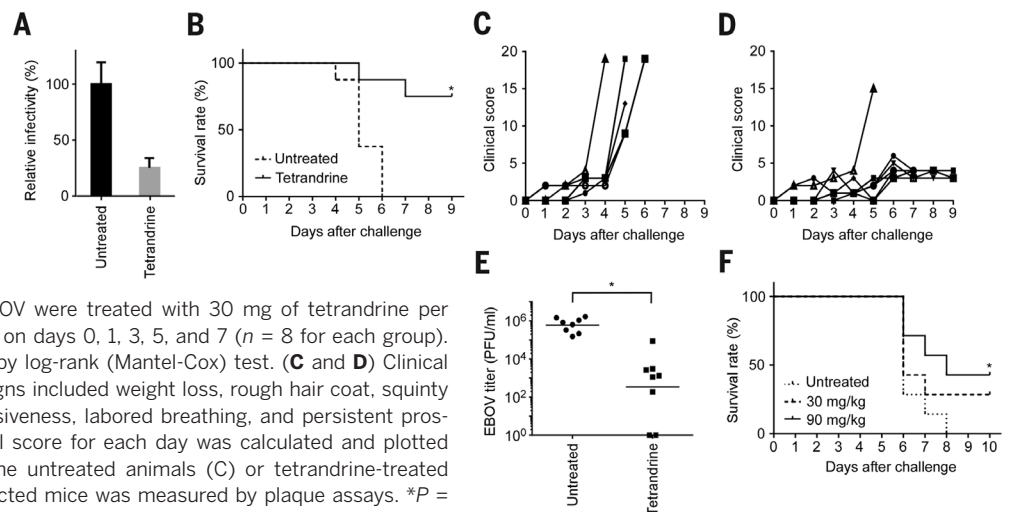 A
B
C
D
Relative infectivity (%)
100
50
0
Untreated
Tetrandrine
Survival rate (%)
100
50
0
Untreated
Tetrandrine
*
0 1 2 3 4 5 6 7 8 9
Days after challenge
Clinical score
20
15
10
5
0
0 1 2 3 4 5 6 7 8 9
Days after challenge
Clinical score
20
15
10
5
0
0 1 2 3 4 5 6 7 8 9
Days after challenge
OV were treated with 30 mg of tetrandrine per
on days 0, 1, 3, 5, and 7 (n = 8 for each group).
by log-rank (Mantel-Cox) test. (C and D) Clinical
gns included weight loss, rough hair coat, squinty
siveness, labored breathing, and persistent pros-
l score for each day was calculated and plotted
ne untreated animals (C) or tetrandrine-treated
cted mice was measured by plaque assays. *P =
E
F
EBOV titer (PFU/ml)
10⁶
10⁴
10²
10⁰
*
Untreated
Tetrandrine
Survival rate (%)
100
50
0
Untreated
30 mg/kg
90 mg/kg
*
0 1 2 3 4 5 6 7 8 9 10
Days after challenge